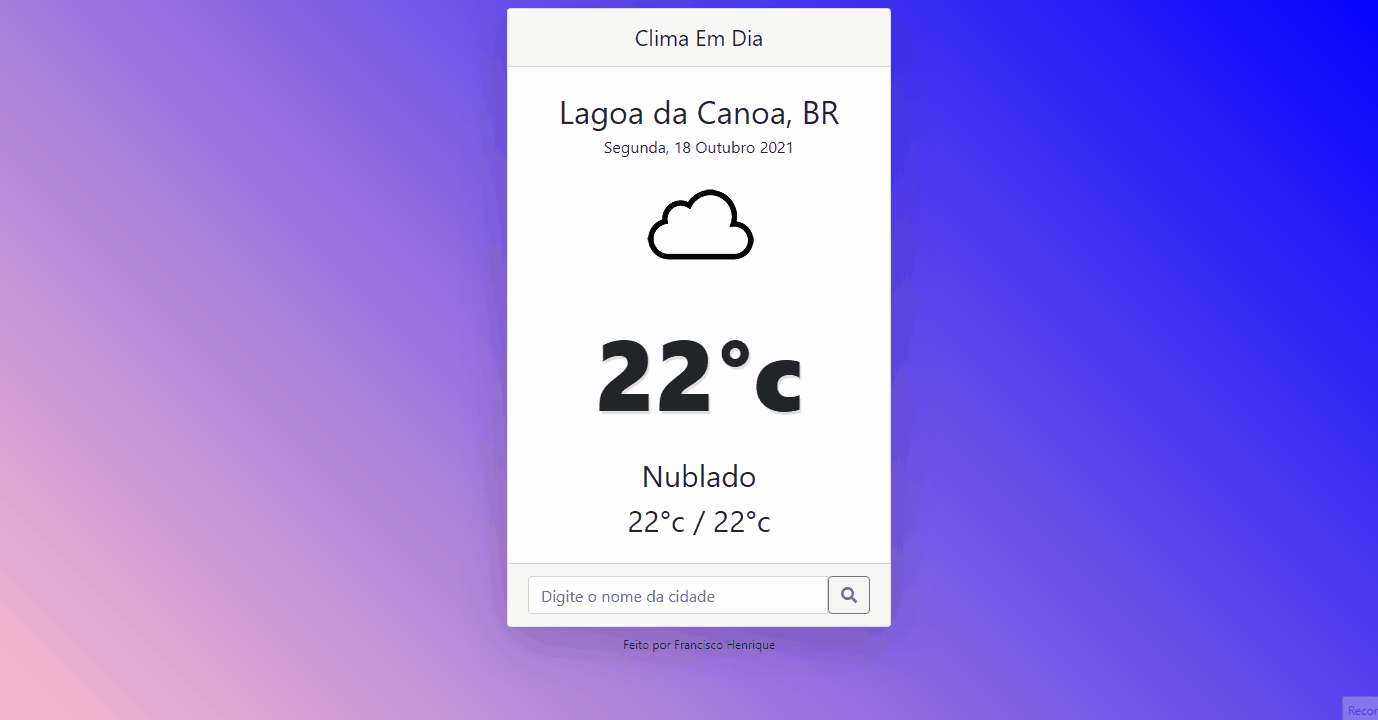 Clima Em Dia
Lagoa da Canoa, BR
Segunda, 18 Outubro 2021
22°c
Nublado
22°c / 22°c
Digite o nome da cidade
Feito por Francisco Henrique